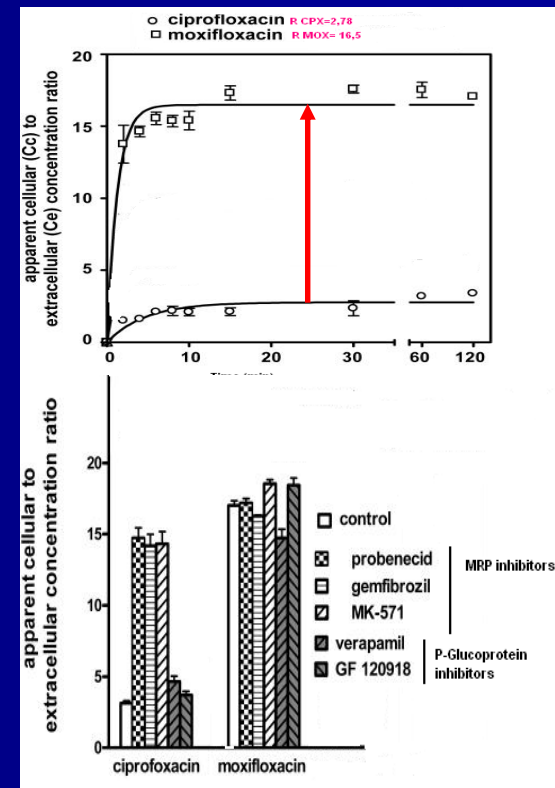 ciprofloxacin R CPX=2,78
moxifloxacin R MOX= 16,5
apparent cellular (Cc) to
extracellular (Ce) concentration ratio
20
15
10
5
0
0 10 20 30 60 120
Time (min)
apparent cellular to
extracellular concentration ratio
20
15
10
5
0
ciprofoxacin moxifloxacin
control
probenecid
gemfibrozil
MK-571
MRP inhibitors
verapamil
GF 120918
P-Glucoprotein
inhibitors